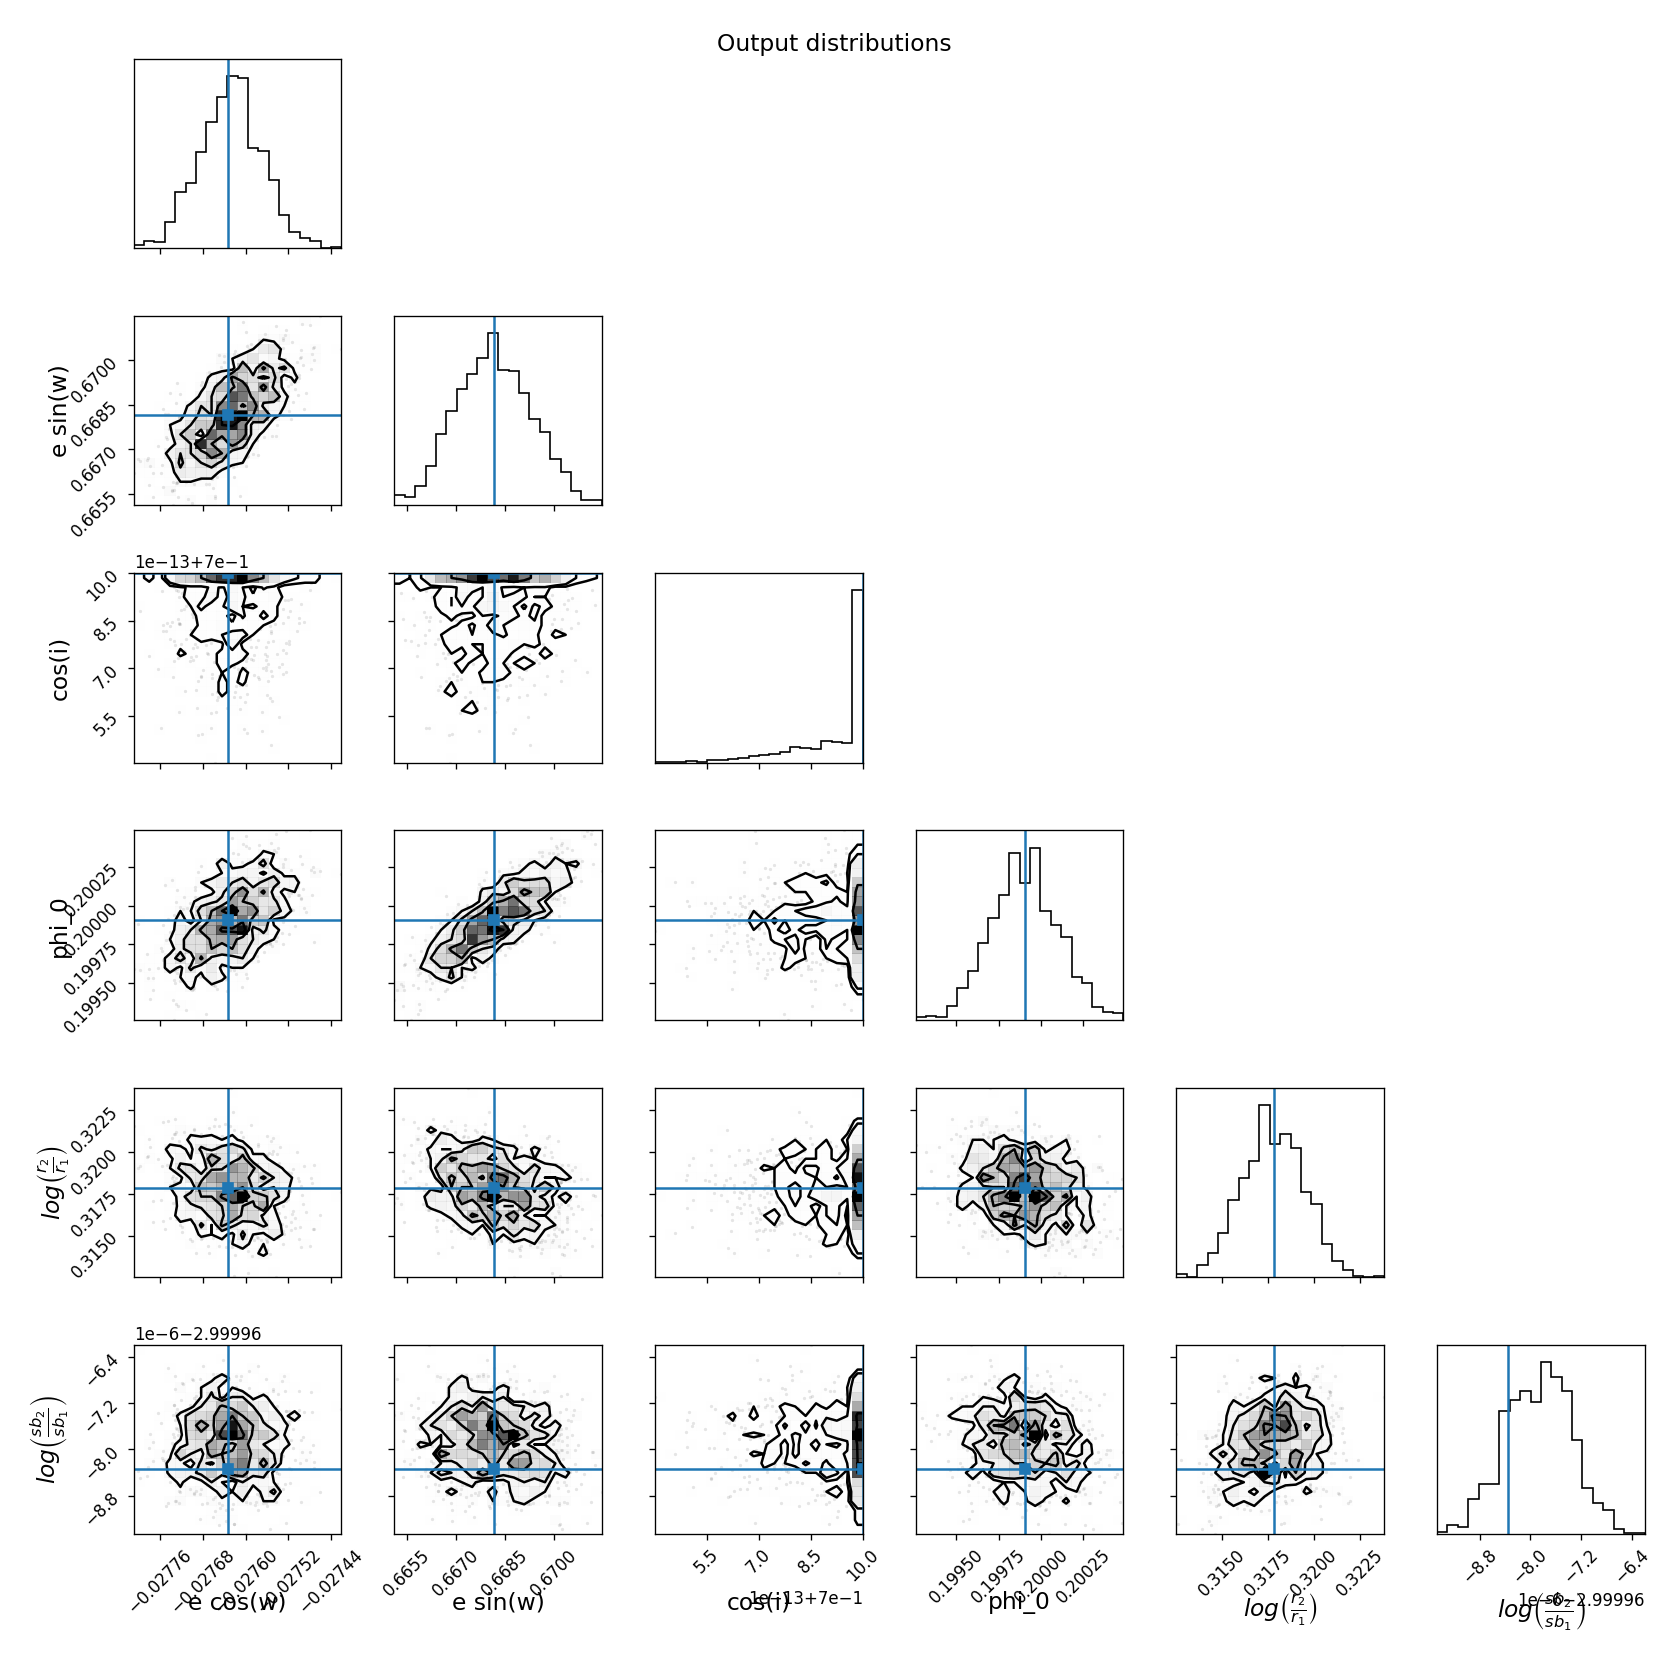 Output distributions
e sin(w)
0.6700
0.6685
0.6670
0.6655
1e−13+7e−1
cos(i)
10.0
8.5
7.0
5.5
phi_0
0.20025
0.20000
0.19975
0.19950
log(r₂/r₁)
0.3225
0.3200
0.3175
0.3150
1e−6−2.99996
log(sb₂/sb₁)
−6.4
−7.2
−8.0
−8.8
−0.02776 −0.02768 −0.02760 −0.02752 −0.02744
0.6655 0.6670 0.6685 0.6700
5.5 7.0 8.5 10.0
0.19950 0.19975 0.20000 0.20025
0.3150 0.3175 0.3200 0.3225
−8.8 −8.0 −7.2 −6.4
1e−13+7e−1
1e−6−2.99996
e cos(w) e sin(w) cos(i) phi_0 log(r₂/r₁) log(sb₂/sb₁)